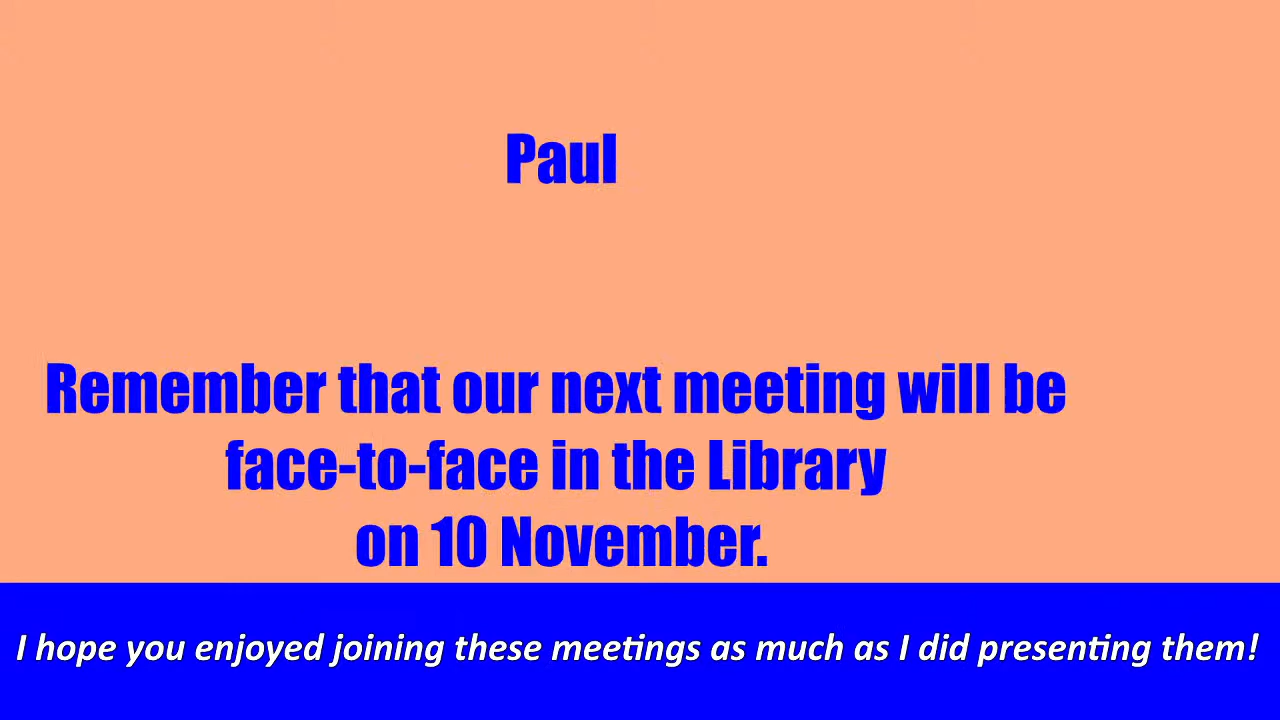 Paul
Remember that our next meeting will be
face-to-face in the Library
on 10 November.
I hope you enjoyed joining these meetings as much as I did presenting them!